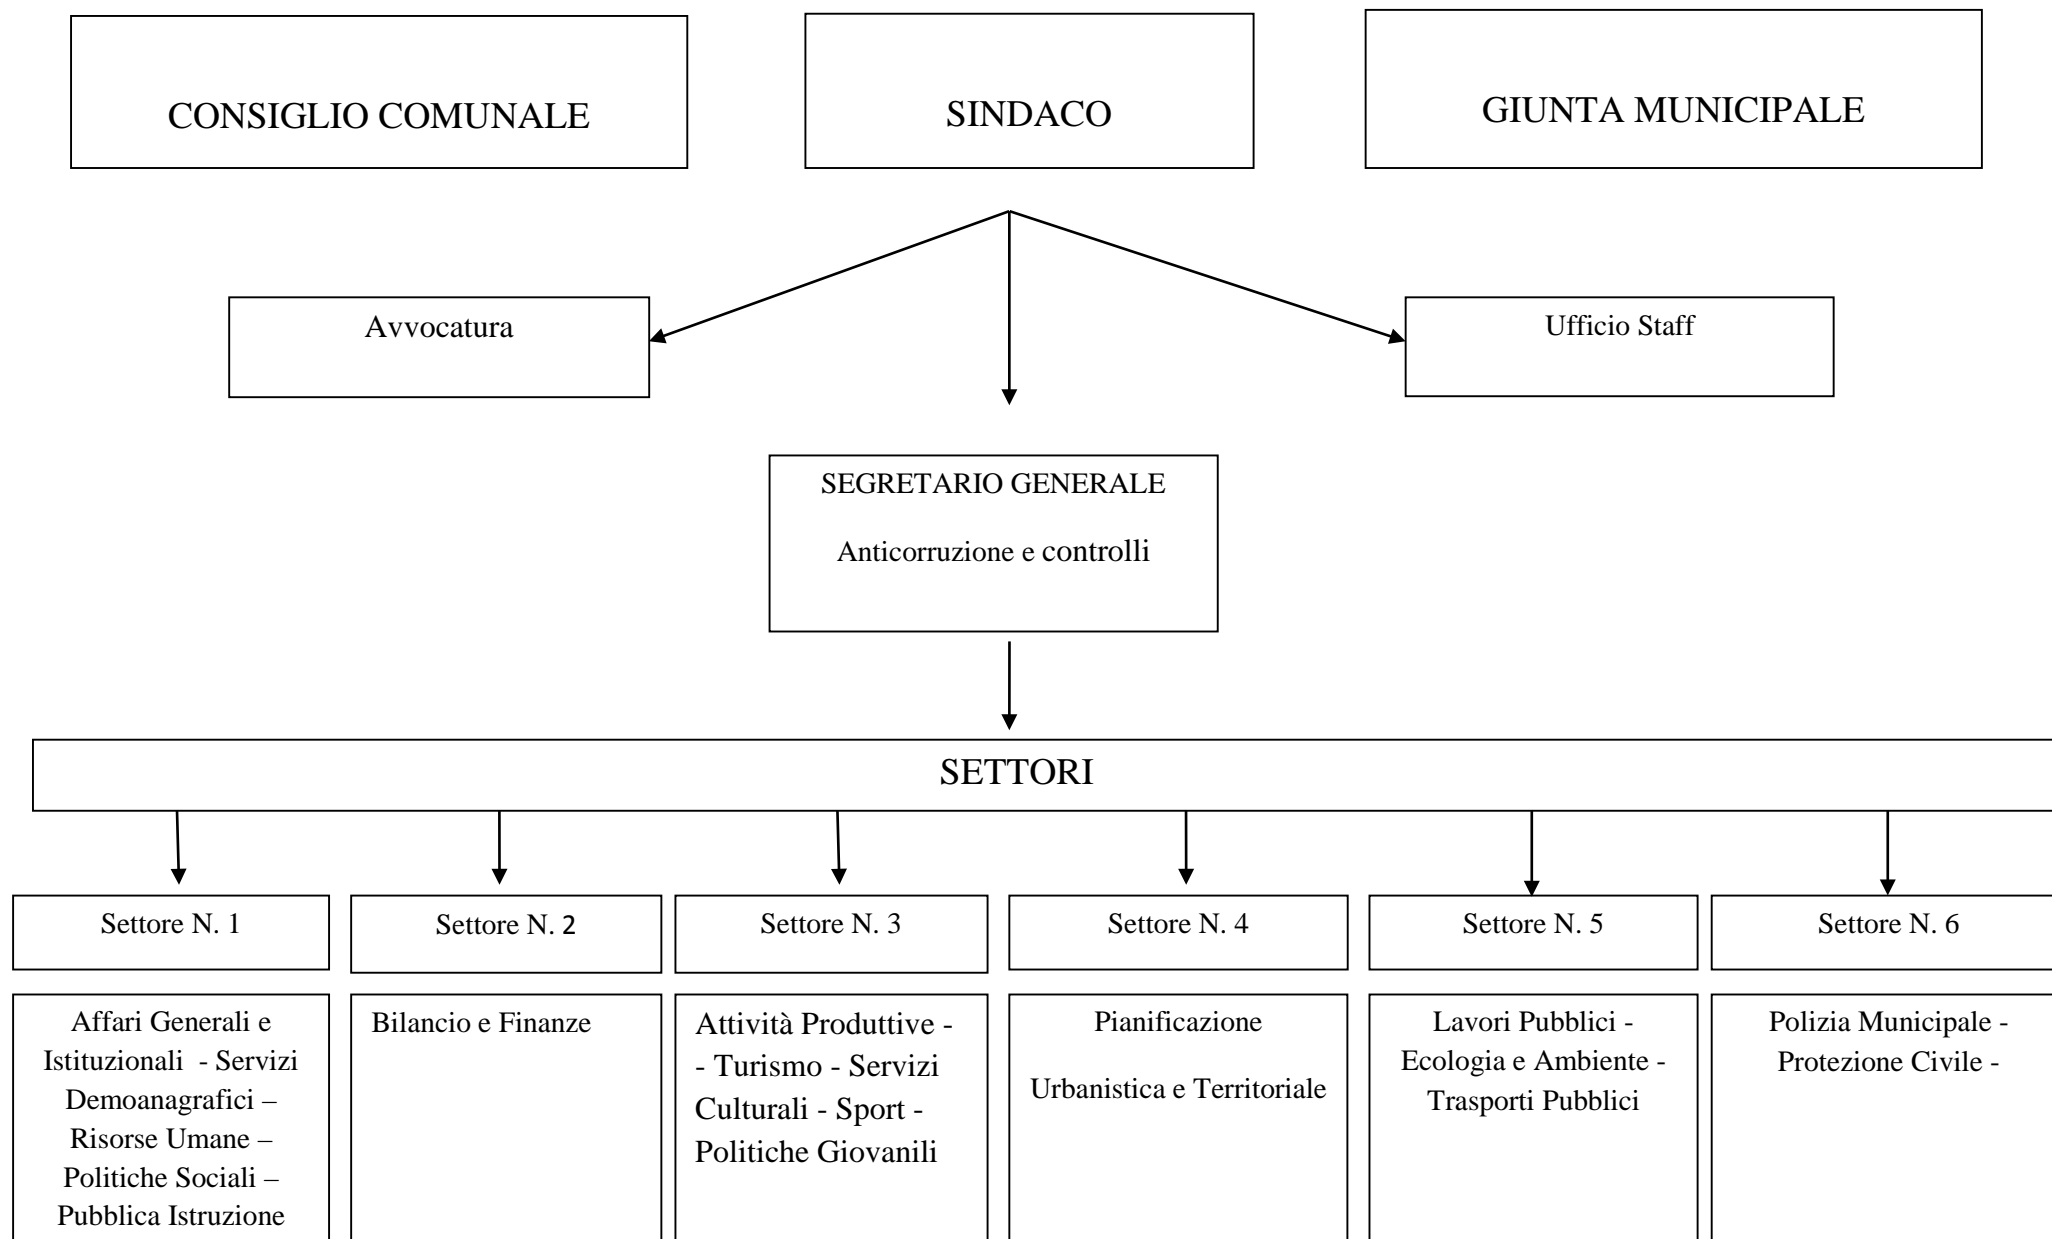 CONSIGLIO COMUNALE
SINDACO
GIUNTA MUNICIPALE
Avvocatura
Ufficio Staff
SEGRETARIO GENERALE
Anticorruzione e controlli
SETTORI
Settore N. 1
Settore N. 2
Settore N. 3
Settore N. 4
Settore N. 5
Settore N. 6
Affari Generali e
Istituzionali  - Servizi
Demoanagrafici –
Risorse Umane –
Politiche Sociali –
Pubblica Istruzione
Bilancio e Finanze
Attività Produttive -
- Turismo - Servizi
Culturali - Sport -
Politiche Giovanili
Pianificazione
Urbanistica e Territoriale
Lavori Pubblici -
Ecologia e Ambiente -
Trasporti Pubblici
Polizia Municipale -
Protezione Civile -